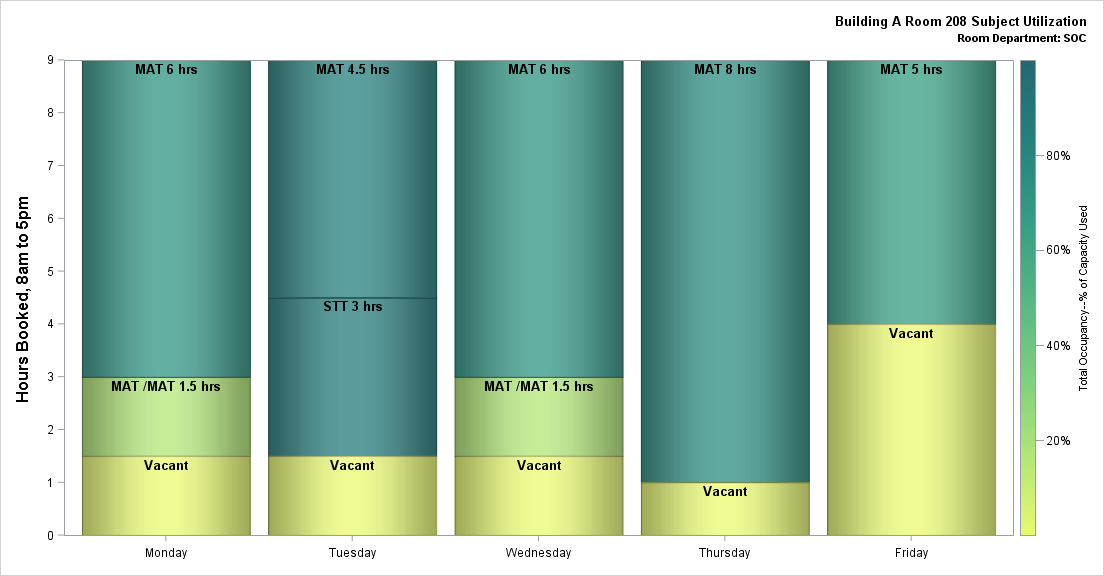 Building A Room 208 Subject Utilization
Room Department: SOC
Hours Booked, 8am to 5pm
9
8
7
6
5
4
3
2
1
0
MAT 6 hrs
MAT /MAT 1.5 hrs
Vacant
MAT 4.5 hrs
STT 3 hrs
Vacant
MAT 6 hrs
MAT /MAT 1.5 hrs
Vacant
MAT 8 hrs
Vacant
MAT 5 hrs
Vacant
Monday
Tuesday
Wednesday
Thursday
Friday
80%
60%
40%
20%
Total Occupancy--% of Capacity Used